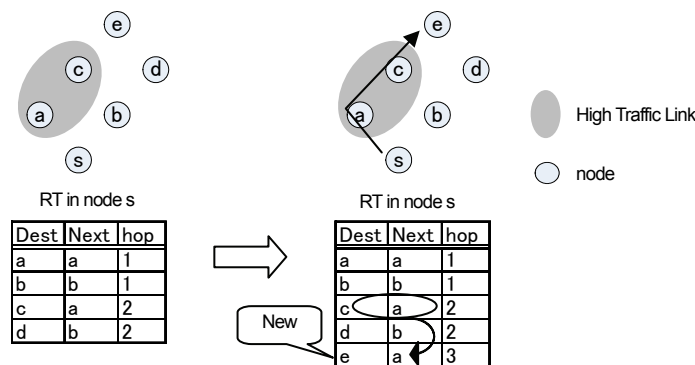 e
c
d
a
b
s
RT in node s
Dest Next hop
a a 1
b b 1
c a 2
d b 2
e
c
d
a
b
s
RT in node s
Dest Next hop
a a 1
b b 1
c a 2
d b 2
e a 3
New
High Traffic Link
node